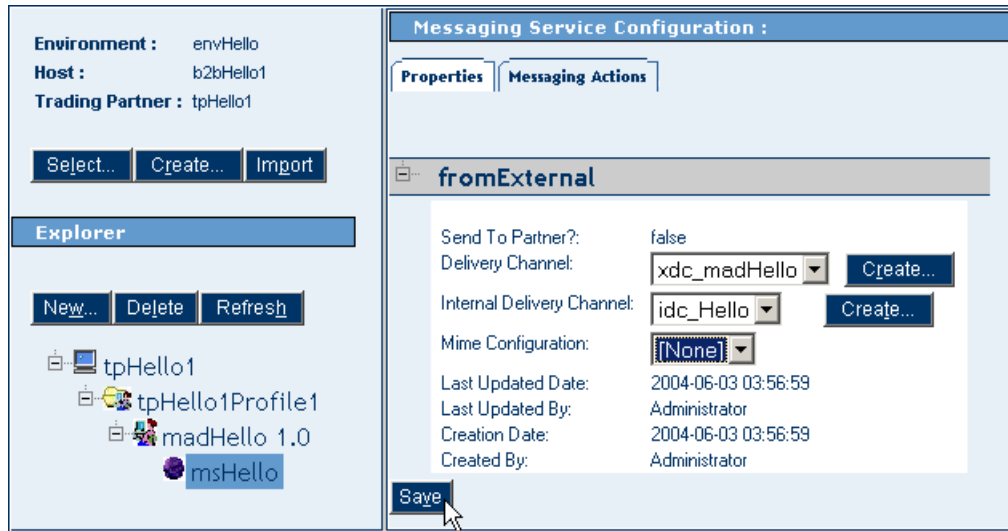 Environment : envHello
Host : b2bHello1
Trading Partner : tpHello1
Select... Create... Import
Explorer
New... Delete Refresh
tpHello1
tpHello1Profile1
madHello 1.0
msHello
Messaging Service Configuration :
Properties Messaging Actions
fromExternal
Send To Partner?: false
Delivery Channel: xdc_madHello Create...
Internal Delivery Channel: idc_Hello Create...
Mime Configuration: [None]
Last Updated Date: 2004-06-03 03:56:59
Last Updated By: Administrator
Creation Date: 2004-06-03 03:56:59
Created By: Administrator
Save